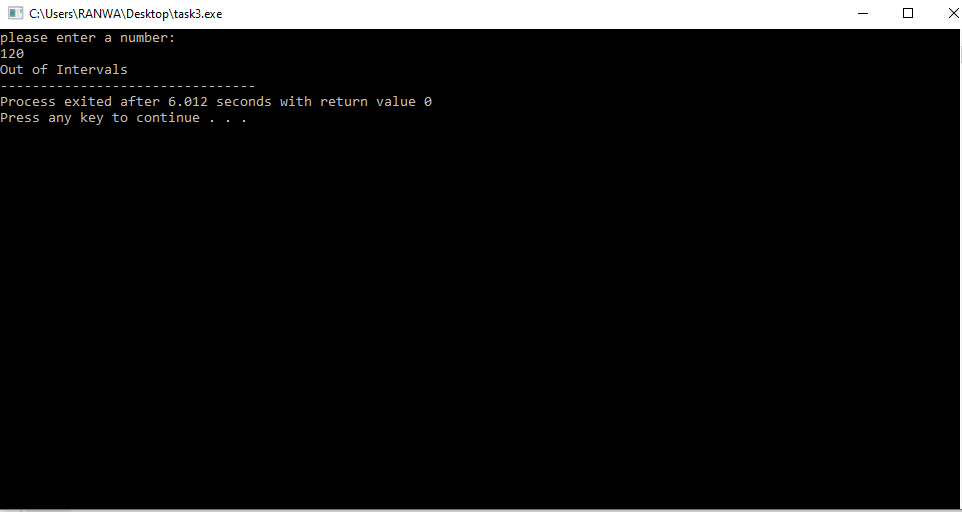 C:\Users\RANWA\Desktop\task3.exe
please enter a number:
120
Out of Intervals
--------------------------------
Process exited after 6.012 seconds with return value 0
Press any key to continue . . .